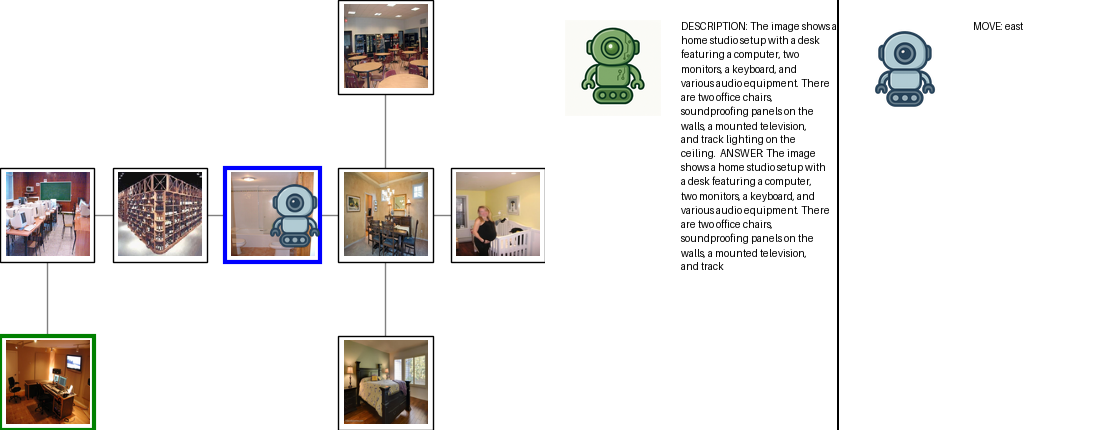 DESCRIPTION: The image shows a
home studio setup with a desk
featuring a computer, two
monitors, a keyboard, and
various audio equipment. There
are two office chairs,
soundproofing panels on the
walls, a mounted television,
and track lighting on the
ceiling.  ANSWER: The image
shows a home studio setup with
a desk featuring a computer,
two monitors, a keyboard, and
various audio equipment. There
are two office chairs,
soundproofing panels on the
walls, a mounted television,
and track
MOVE: east